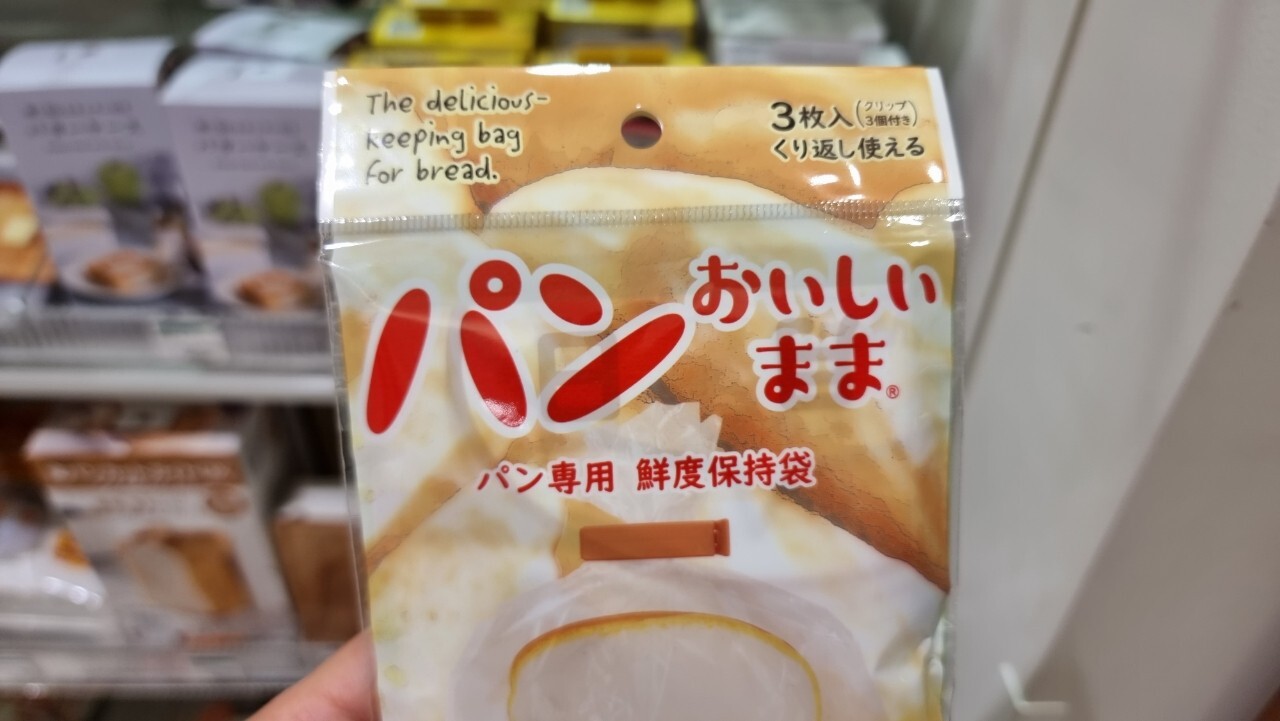 The delicious-
keeping bag
for bread.
3枚入(クリップ3個付き)
くり返し使える
パンおいしい
まま®
パン専用 鮮度保持袋